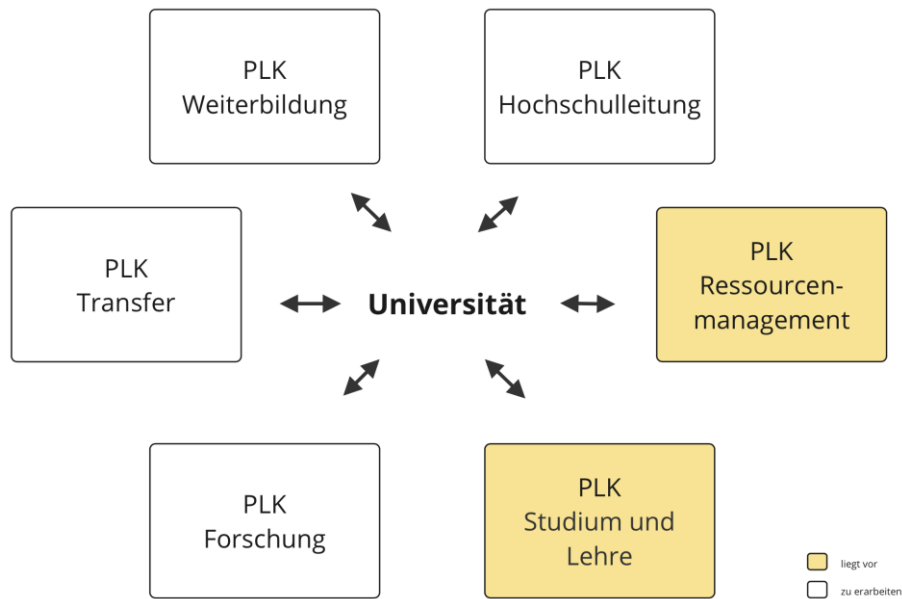 PLK
Weiterbildung
PLK
Hochschulleitung
PLK
Transfer
Universität
PLK
Ressourcen-
management
PLK
Forschung
PLK
Studium und
Lehre
liegt vor
zu erarbeiten